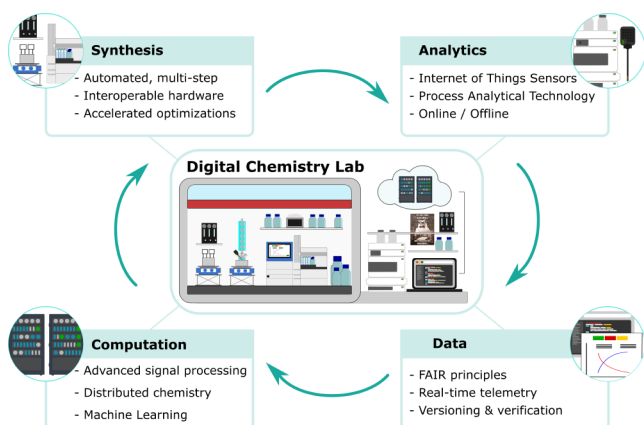 Synthesis
- Automated, multi-step
- Interoperable hardware
- Accelerated optimizations
Analytics
- Internet of Things Sensors
- Process Analytical Technology
- Online / Offline
Digital Chemistry Lab
Computation
- Advanced signal processing
- Distributed chemistry
- Machine Learning
Data
- FAIR principles
- Real-time telemetry
- Versioning & verification